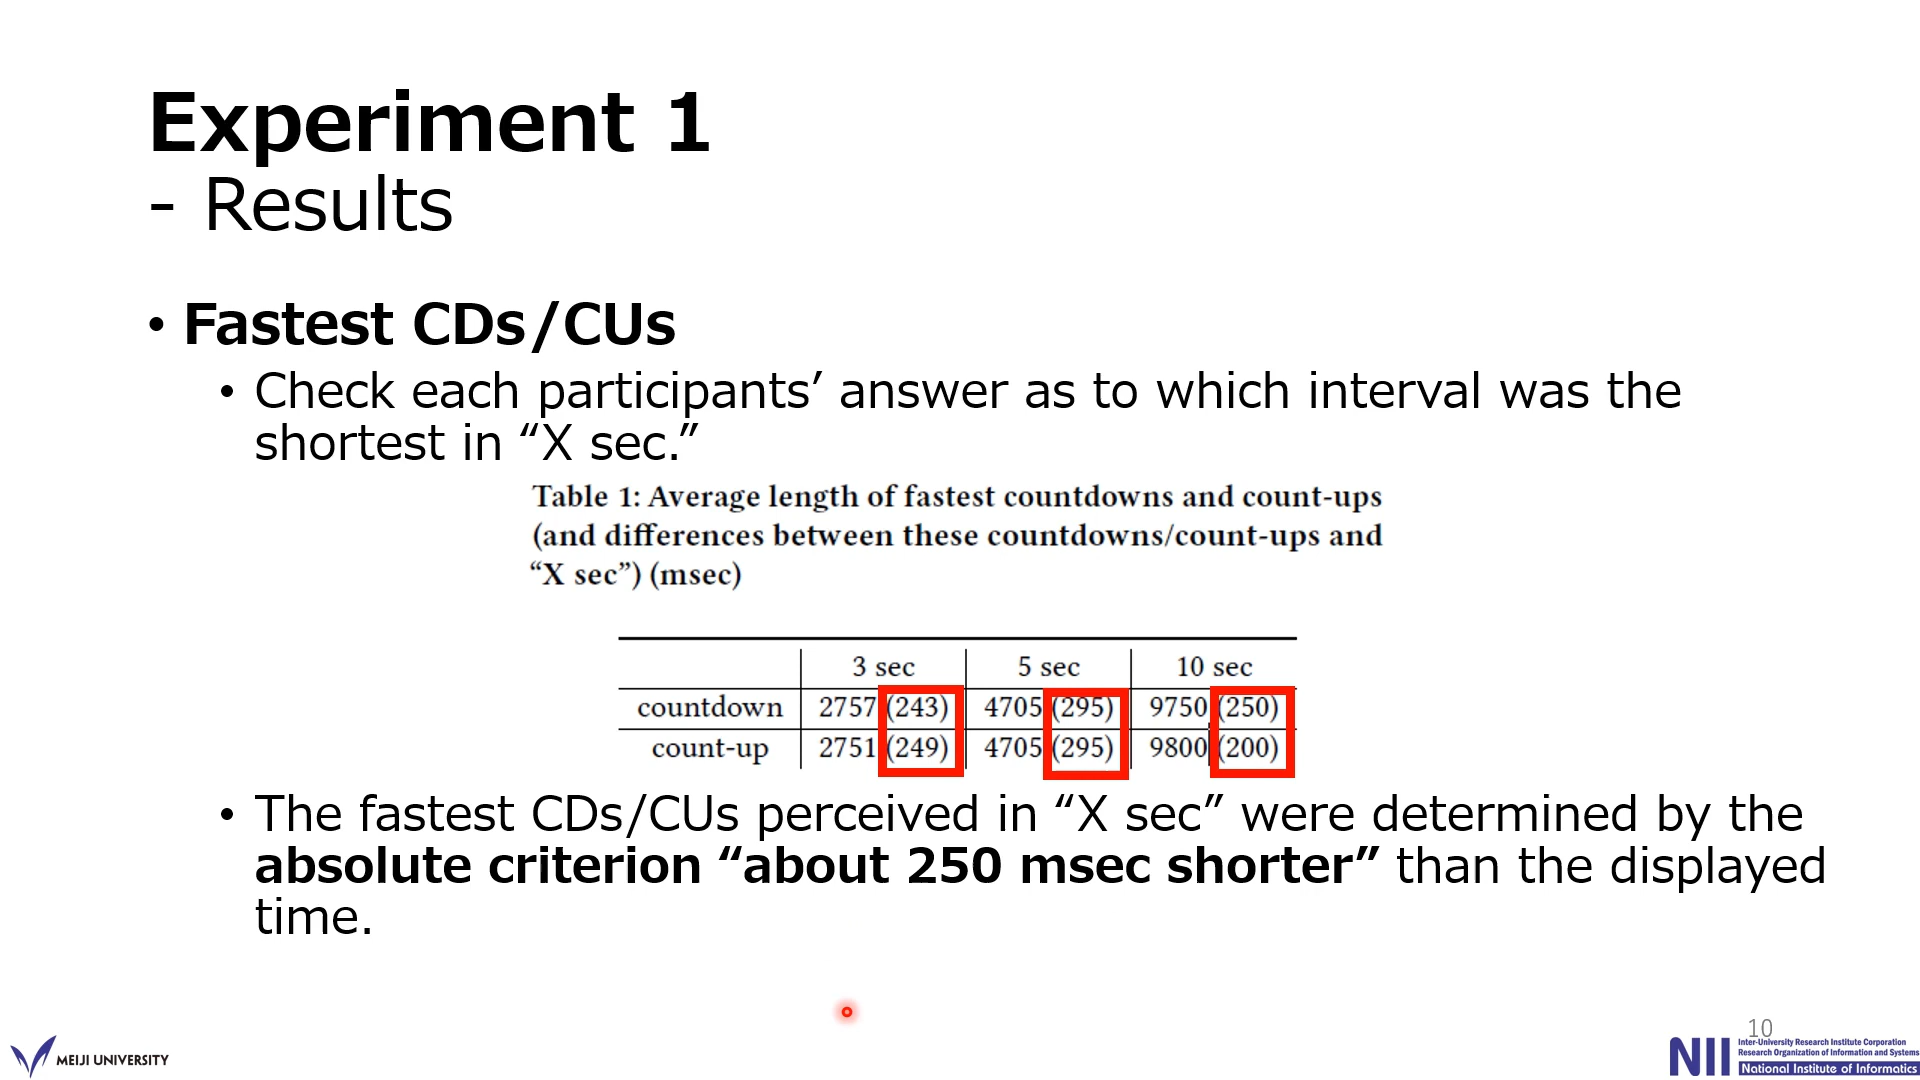 Experiment 1
- Results
• Fastest CDs/CUs
• Check each participants’ answer as to which interval was the
shortest in “X sec.”
Table 1: Average length of fastest countdowns and count-ups
(and differences between these countdowns/count-ups and
“X sec”) (msec)
3 sec 5 sec 10 sec
countdown 2757 (243) 4705 (295) 9750 (250)
count-up 2751 (249) 4705 (295) 9800 (200)
• The fastest CDs/CUs perceived in “X sec” were determined by the
absolute criterion “about 250 msec shorter” than the displayed
time.
10
MEIJI UNIVERSITY
NII
Inter-University Research Institute Corporation
Research Organization of Information and Systems
National Institute of Informatics